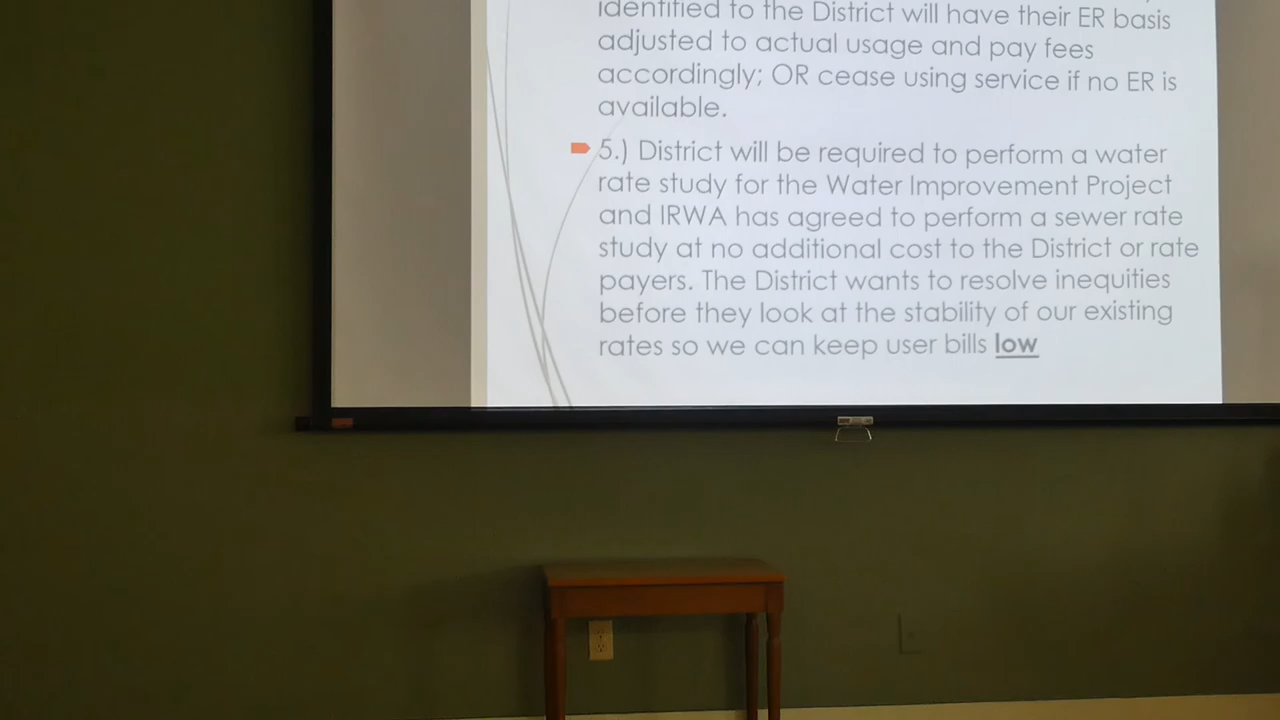 identified to the District will have their ER basis
adjusted to actual usage and pay fees
accordingly; OR cease using service if no ER is
available.
5.) District will be required to perform a water
rate study for the Water Improvement Project
and IRWA has agreed to perform a sewer rate
study at no additional cost to the District or rate
payers. The District wants to resolve inequities
before they look at the stability of our existing
rates so we can keep user bills low